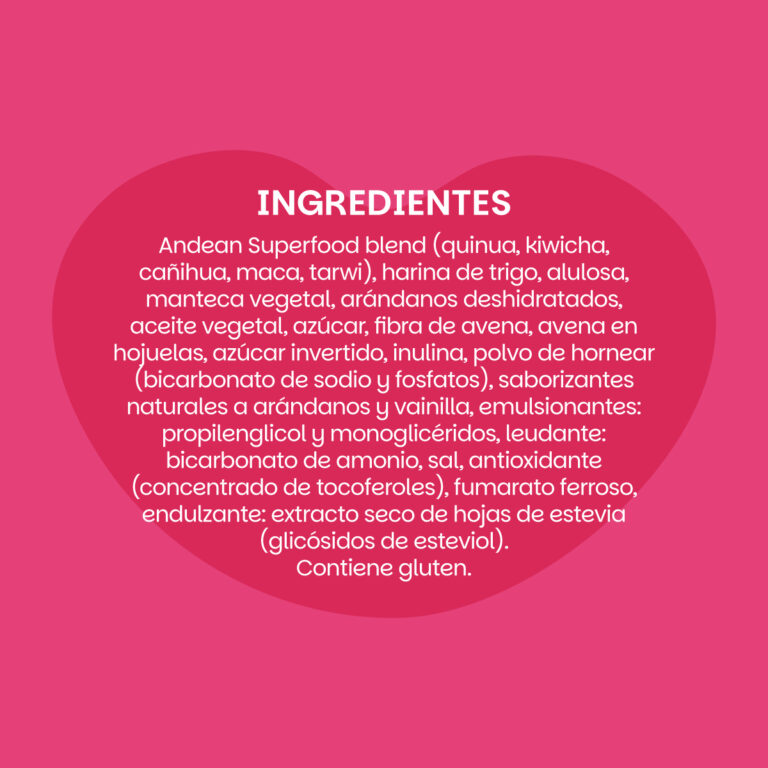 INGREDIENTES
Andean Superfood blend (quinua, kiwicha,
cañihua, maca, tarwi), harina de trigo, alulosa,
manteca vegetal, arándanos deshidratados,
aceite vegetal, azúcar, fibra de avena, avena en
hojuelas, azúcar invertido, inulina, polvo de hornear
(bicarbonato de sodio y fosfatos), saborizantes
naturales a arándanos y vainilla, emulsionantes:
propilenglicol y monoglicéridos, leudante:
bicarbonato de amonio, sal, antioxidante
(concentrado de tocoferoles), fumarato ferroso,
endulzante: extracto seco de hojas de estevia
(glicósidos de esteviol).
Contiene gluten.